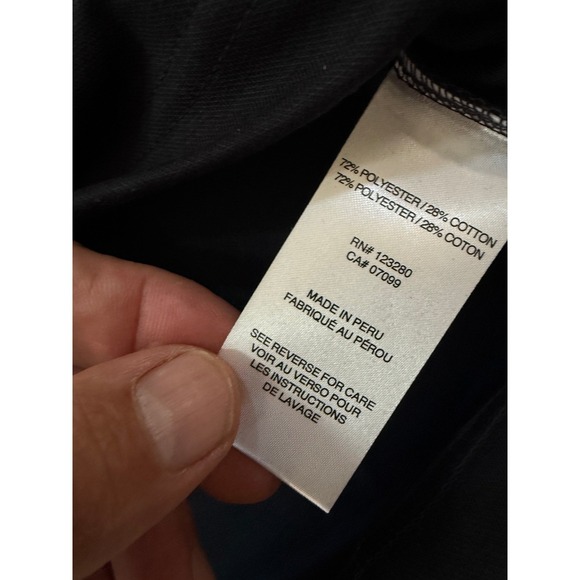 72% POLYESTER / 28% COTTON
72% POLYESTER / 28% COTON
RN# 123280
CA# 07099
MADE IN PERU
FABRIQUÉ AU PÉROU
SEE REVERSE FOR CARE
VOIR AU VERSO POUR
LES INSTRUCTIONS
DE LAVAGE